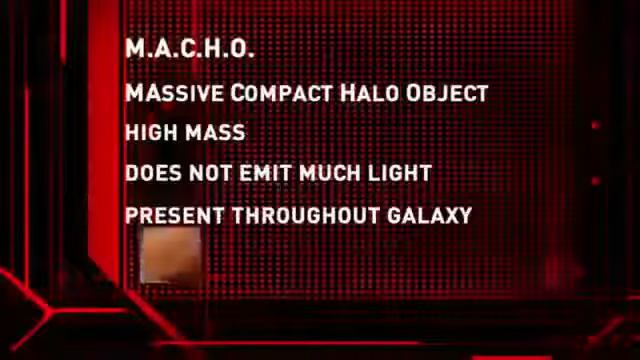 M.A.C.H.O.
MASSIVE COMPACT HALO OBJECT
HIGH MASS
DOES NOT EMIT MUCH LIGHT
PRESENT THROUGHOUT GALAXY